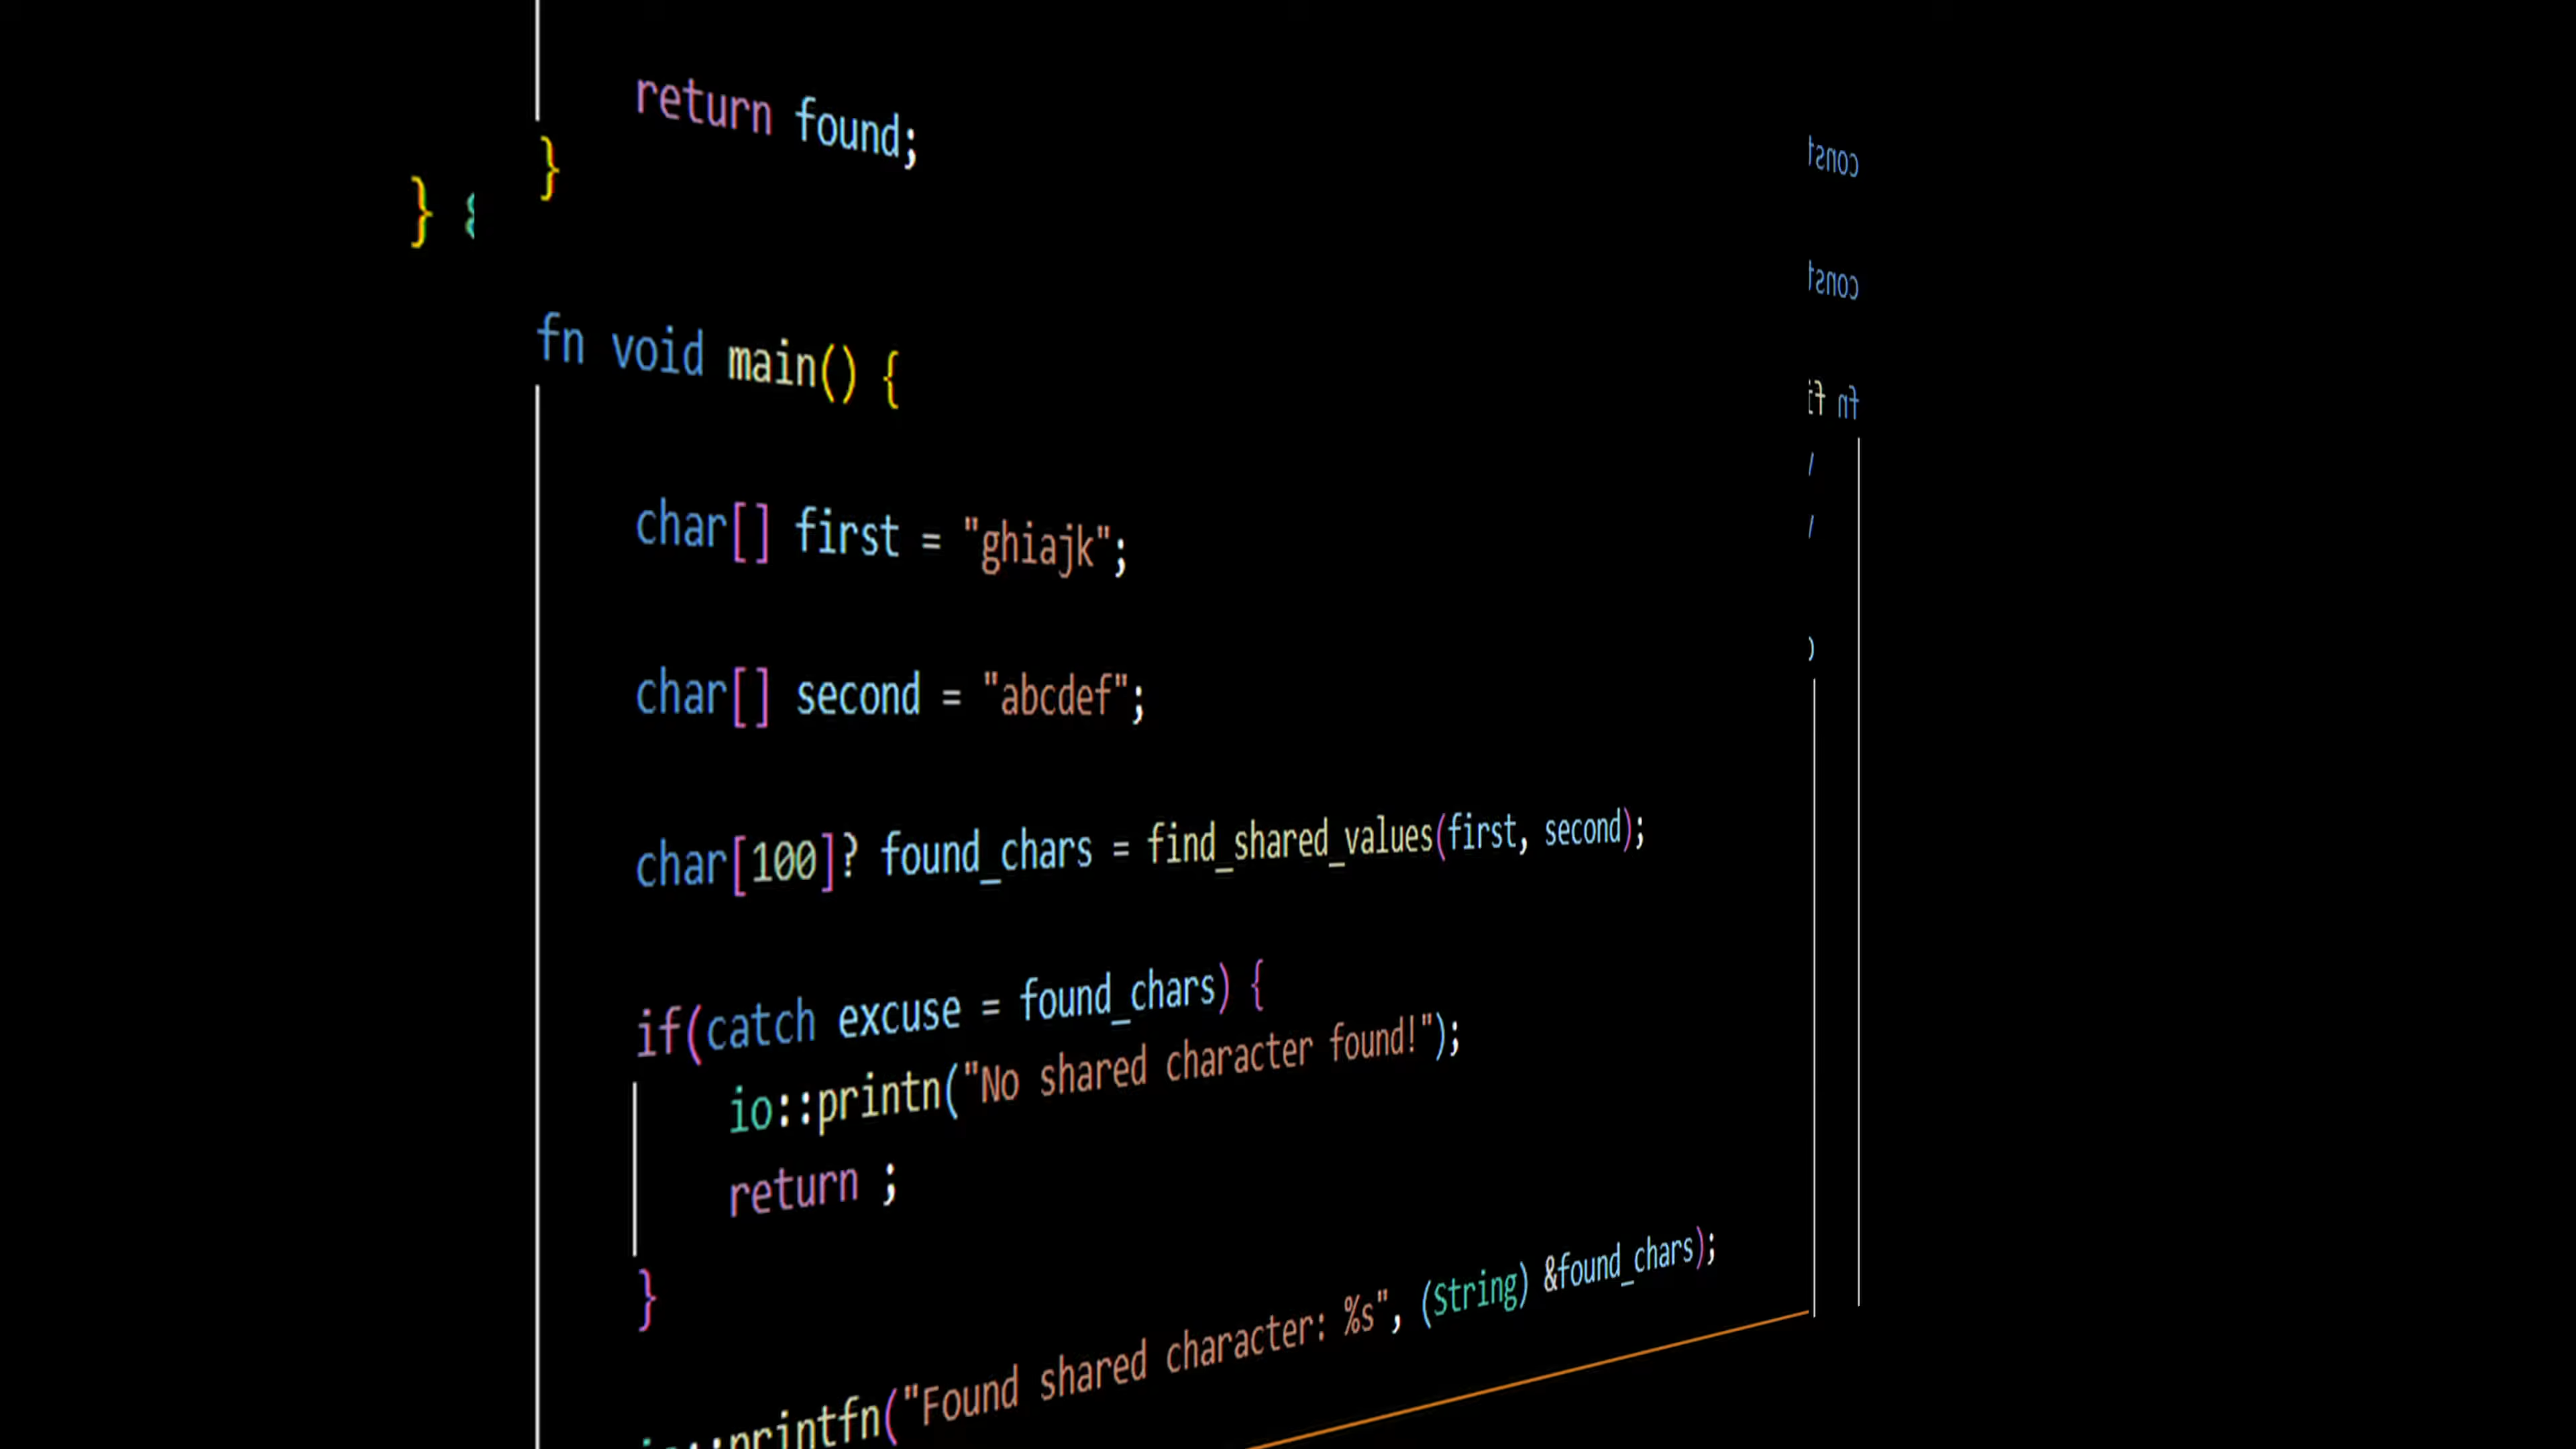 return found;
}
}
fn void main() {
char[] first = "ghiajk";
char[] second = "abcdef";
char[100]? found_chars = find_shared_values(first, second);
if(catch excuse = found_chars) {
io::printn("No shared character found!");
return ;
}
io::printfn("Found shared character: %s", (String) &found_chars);
const
const
fn